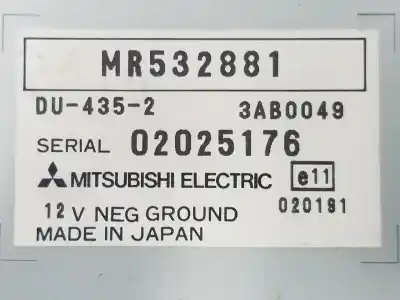 MR532881
DU-435-2 3AB0049
SERIAL 02025176
MITSUBISHI ELECTRIC e11
12 V NEG GROUND 020191
MADE IN JAPAN